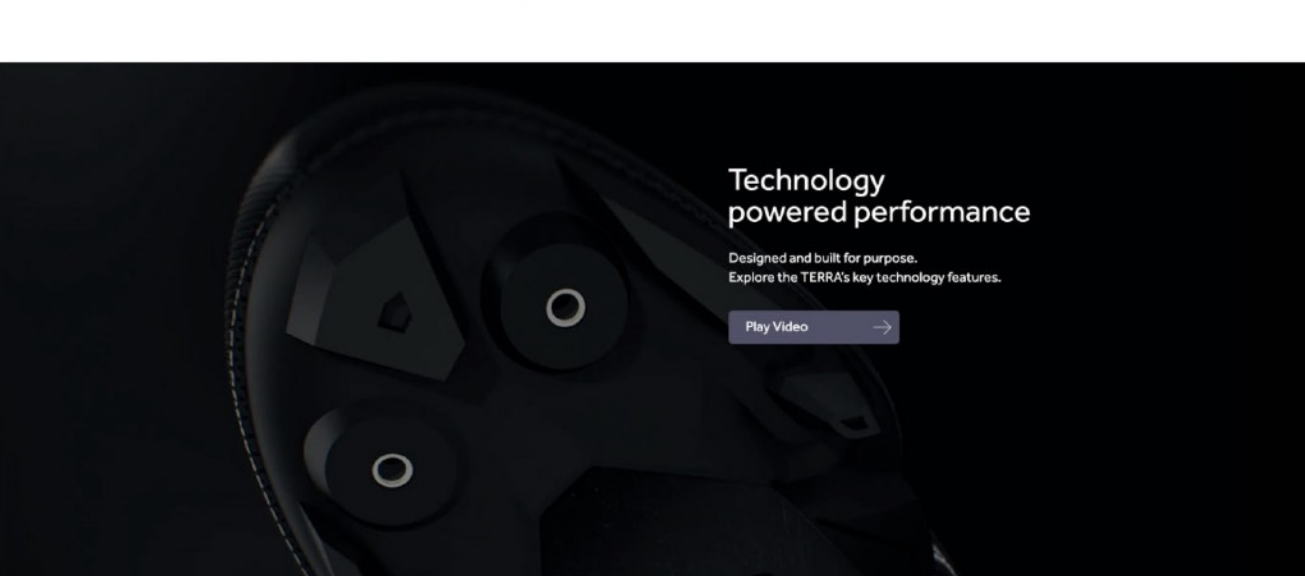 Technology
powered performance
Designed and built for purpose.
Explore the TERRA's key technology features.
Play Video